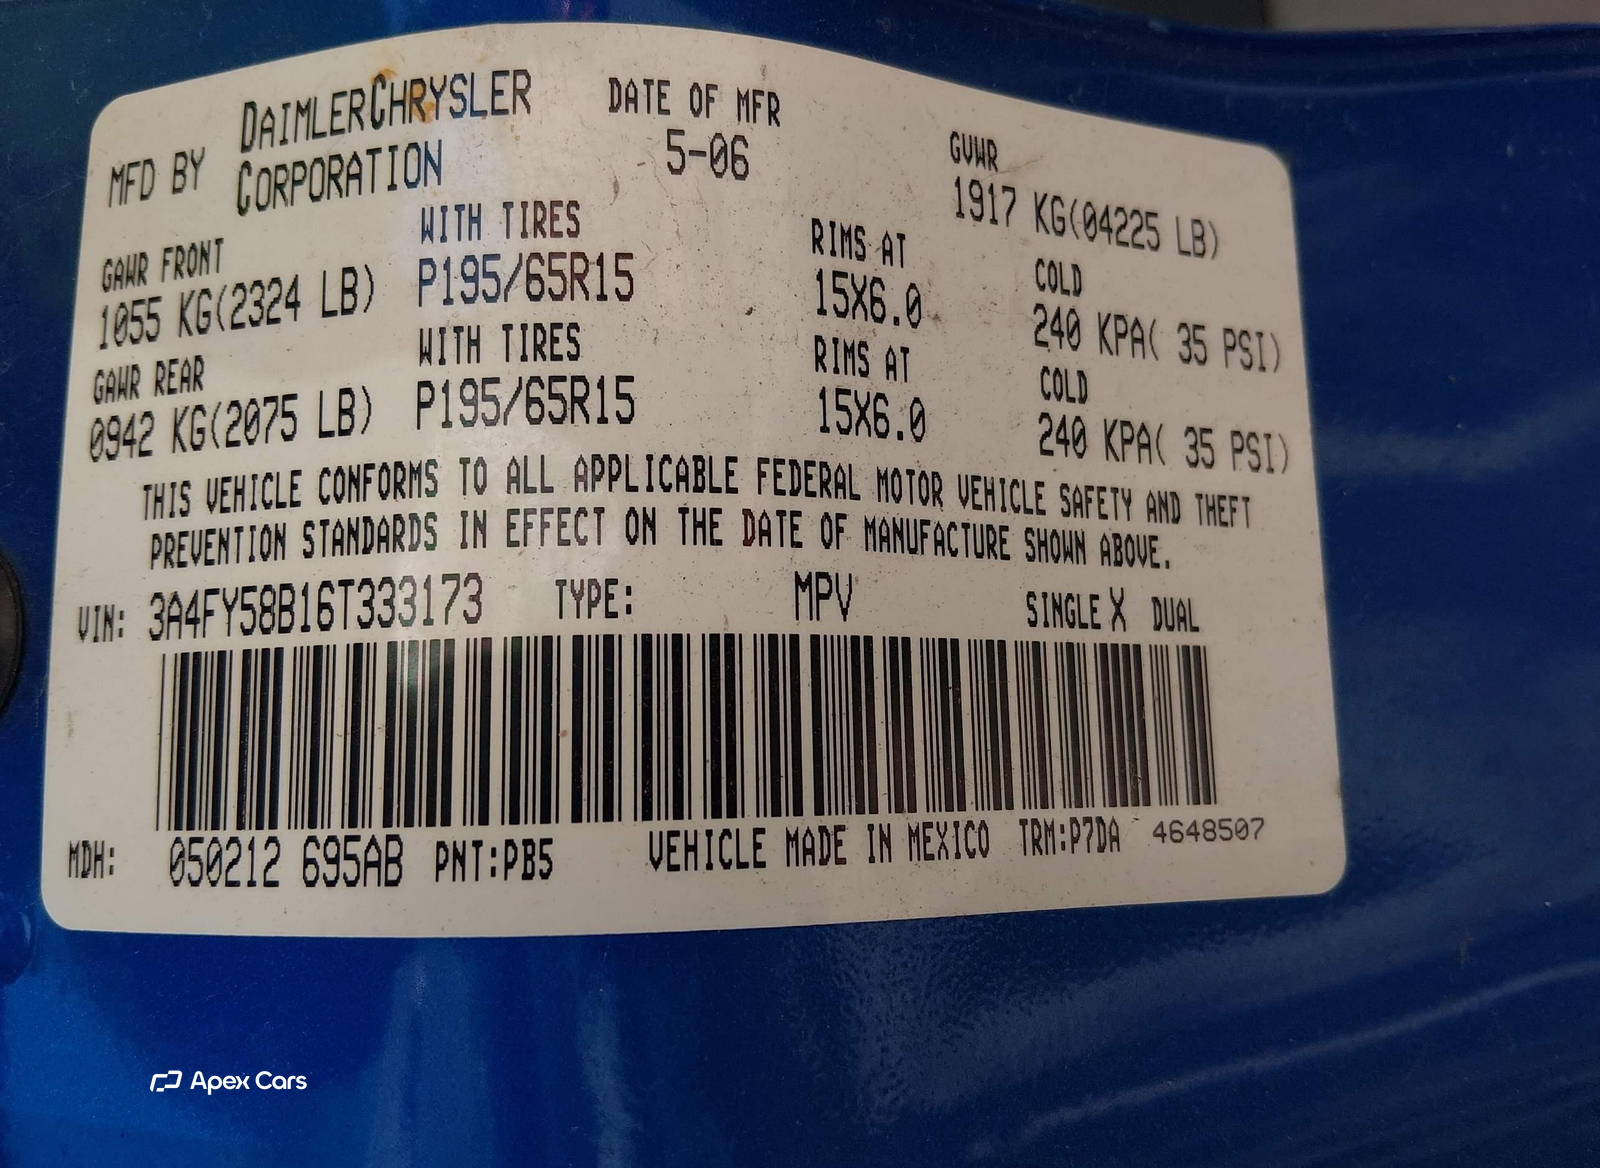 MFD BY DAIMLERCHRYSLER CORPORATION DATE OF MFR 5-06 GVWR 1917 KG(04225 LB)
GAWR FRONT WITH TIRES RIMS AT COLD
1055 KG(2324 LB) P195/65R15 15X6.0 240 KPA( 35 PSI)
GAWR REAR WITH TIRES RIMS AT COLD
0942 KG(2075 LB) P195/65R15 15X6.0 240 KPA( 35 PSI)
THIS VEHICLE CONFORMS TO ALL APPLICABLE FEDERAL MOTOR VEHICLE SAFETY AND THEFT
PREVENTION STANDARDS IN EFFECT ON THE DATE OF MANUFACTURE SHOWN ABOVE.
VIN: 3A4FY58B16T333173 TYPE: MPV SINGLE X DUAL
MDH: 050212 695AB PNT:PB5 VEHICLE MADE IN MEXICO TRM:P7DA 4648507
Apex Cars